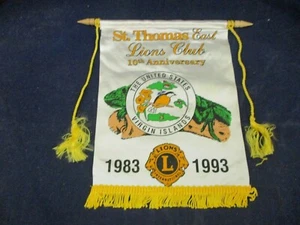 St. Thomas East
Lions Club
10th Anniversary
THE UNITED STATES
VIRGIN ISLANDS
1983
1993
LIONS
L
INTERNATIONAL